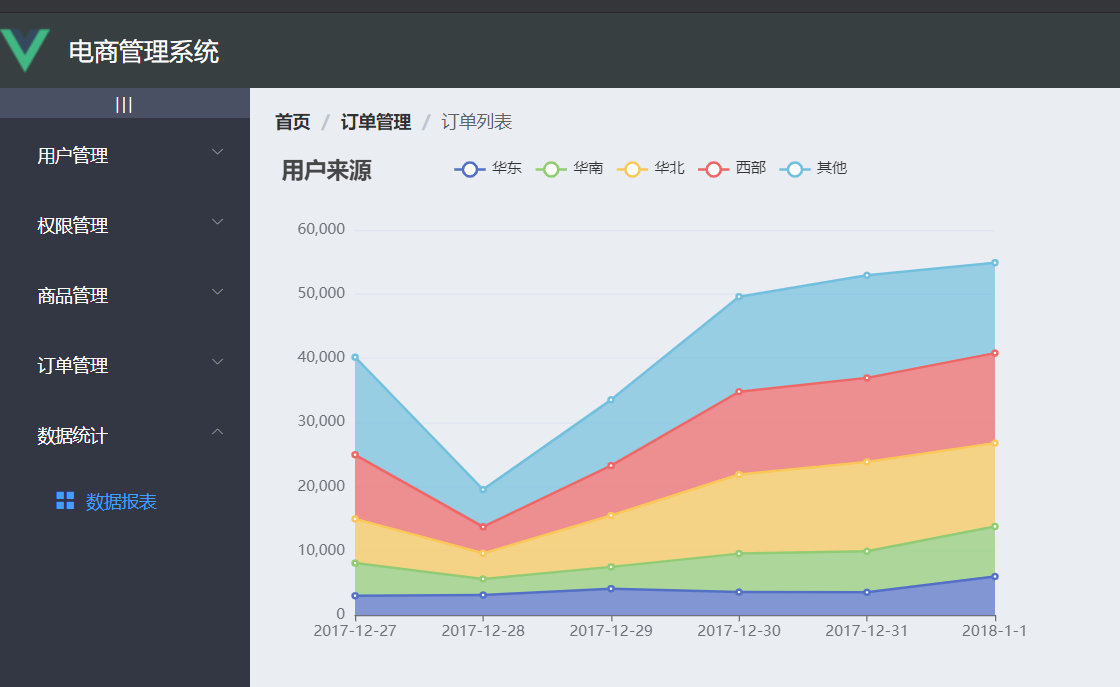 电商管理系统
|||
用户管理
权限管理
商品管理
订单管理
数据统计
数据报表
首页 / 订单管理 / 订单列表
用户来源
华东 华南 华北 西部 其他
60,000
50,000
40,000
30,000
20,000
10,000
0
2017-12-27 2017-12-28 2017-12-29 2017-12-30 2017-12-31 2018-1-1